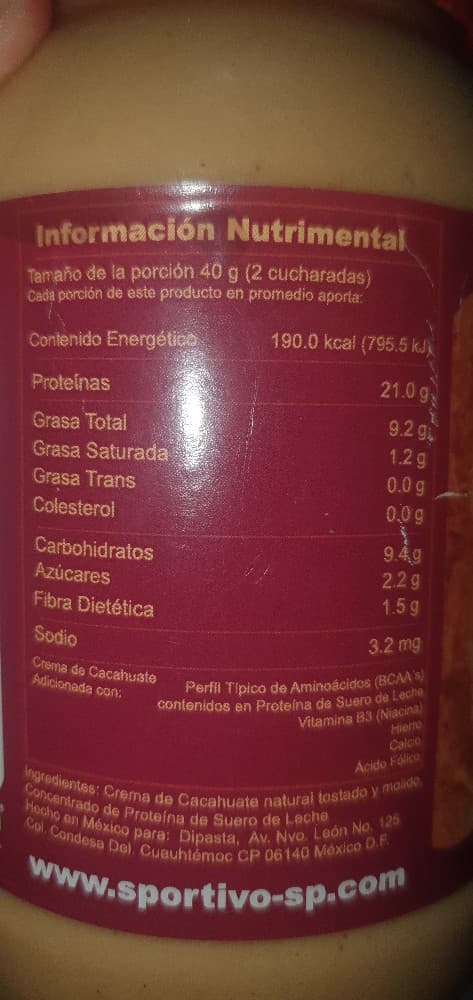 Información Nutrimental
Tamaño de la porción 40 g (2 cucharadas)
Cada porción de este producto en promedio aporta:
Contenido Energético 190.0 kcal (795.5 kJ)
Proteínas 21.0 g
Grasa Total 9.2 g
Grasa Saturada 1.2 g
Grasa Trans 0.0 g
Colesterol 0.0 g
Carbohidratos 9.4 g
Azúcares 2.2 g
Fibra Dietética 1.5 g
Sodio 3.2 mg
Crema de Cacahuate Perfil Típico de Aminoácidos (BCAA's)
Adicionada con: contenidos en Proteína de Suero de Leche
Vitamina B3 (Niacina)
Hierro
Calcio
Ácido Fólico
Ingredientes: Crema de Cacahuate natural tostado y molido,
Concentrado de Proteína de Suero de Leche
Hecho en México para: Dipasta, Av. Nvo. León No. 125
Col. Condesa Del. Cuauhtémoc CP 06140 México D.F.
www.sportivo-sp.com